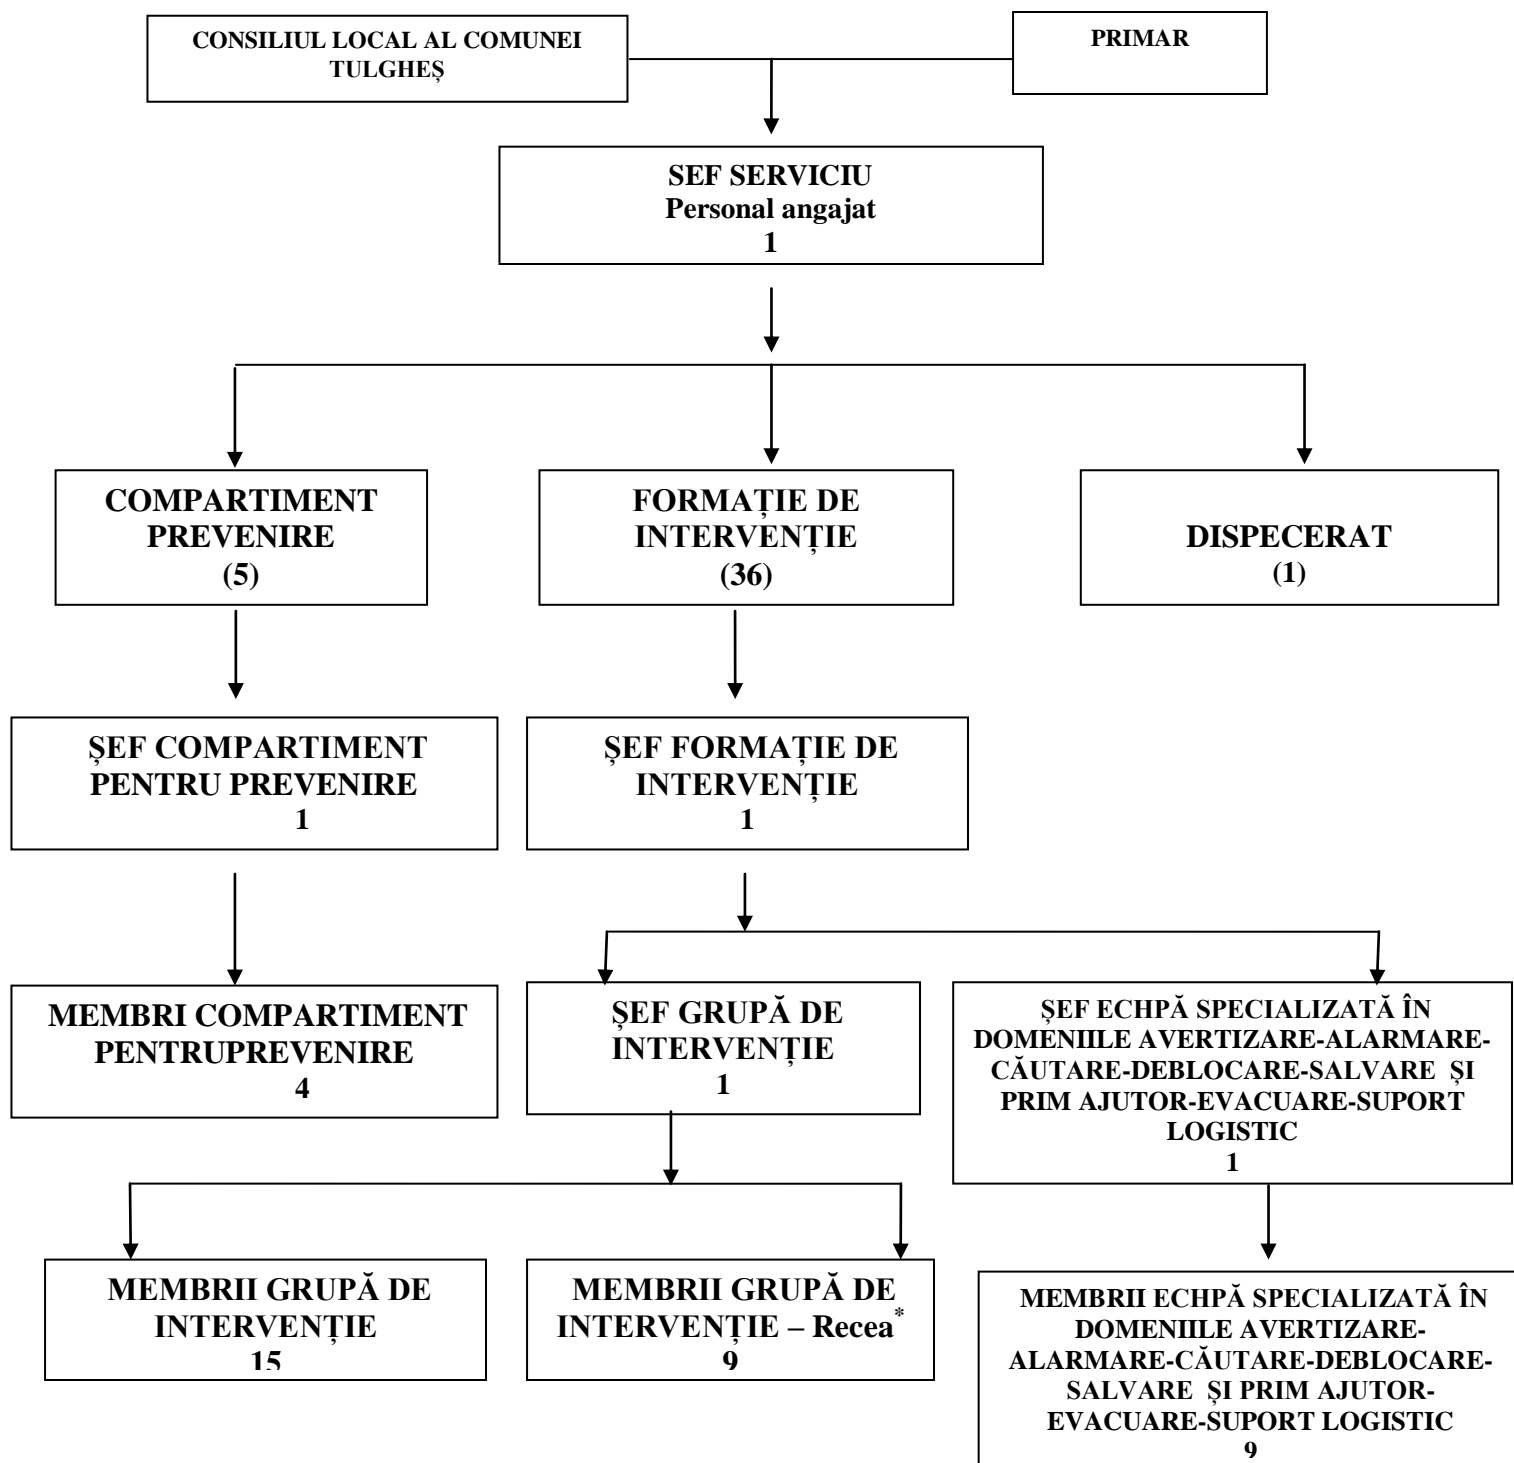 CONSILIUL LOCAL AL COMUNEI
TULGHEȘ
PRIMAR
SEF SERVICIU
Personal angajat
1
COMPARTIMENT
PREVENIRE
(5)
FORMAȚIE DE
INTERVENȚIE
(36)
DISPECERAT
(1)
ȘEF COMPARTIMENT
PENTRU PREVENIRE
1
ȘEF FORMAȚIE DE
INTERVENȚIE
1
MEMBRI COMPARTIMENT
PENTRUPREVENIRE
4
ȘEF GRUPĂ DE
INTERVENȚIE
1
ȘEF ECHPĂ SPECIALIZATĂ ÎN
DOMENIILE AVERTIZARE-ALARMARE-
CĂUTARE-DEBLOCARE-SALVARE ȘI
PRIM AJUTOR-EVACUARE-SUPORT
LOGISTIC
1
MEMBRII GRUPĂ DE
INTERVENȚIE
15
MEMBRII GRUPĂ DE
INTERVENȚIE – Recea*
9
MEMBRII ECHPĂ SPECIALIZATĂ ÎN
DOMENIILE AVERTIZARE-
ALARMARE-CĂUTARE-DEBLOCARE-
SALVARE ȘI PRIM AJUTOR-
EVACUARE-SUPORT LOGISTIC
9